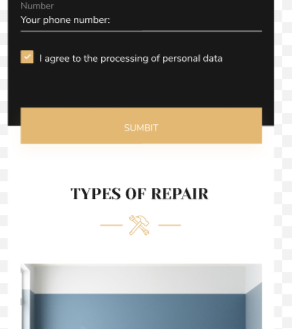 Number
Your phone number:
I agree to the processing of personal data
SUMBIT
TYPES OF REPAIR